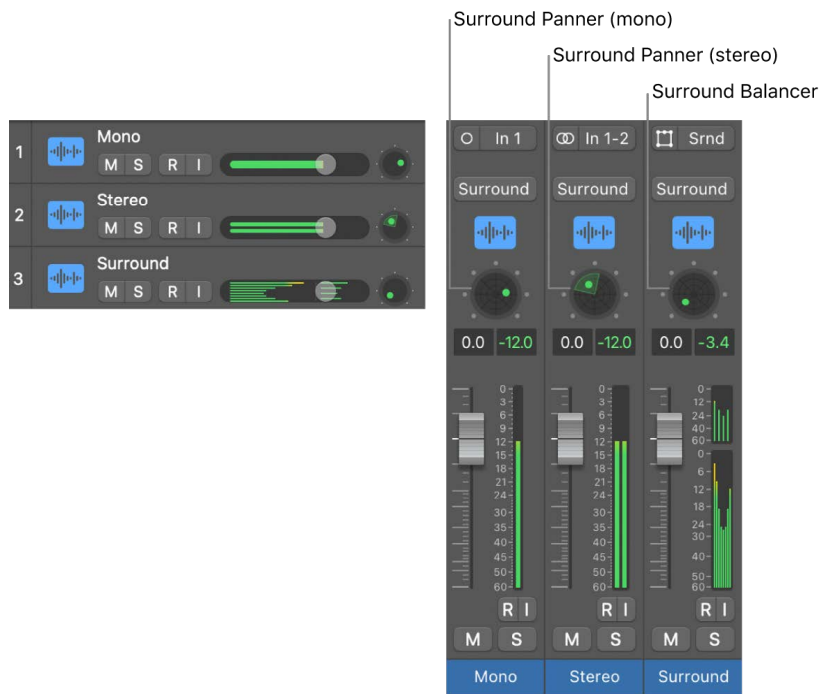 Surround Panner (mono)
Surround Panner (stereo)
Surround Balancer
1
Mono
M S R I
2
Stereo
M S R I
3
Surround
M S R I
In 1
In 1-2
Srnd
Surround
Surround
Surround
0.0 -12.0
0.0 -12.0
0.0 -3.4
0
3
6
9
12
15
18
21
24
30
35
40
45
50
60
0
3
6
9
12
15
18
21
24
30
35
40
45
50
60
0
12
24
40
60
0
6
12
18
24
30
40
50
60
R I
R I
R I
M S
M S
M S
Mono
Stereo
Surround